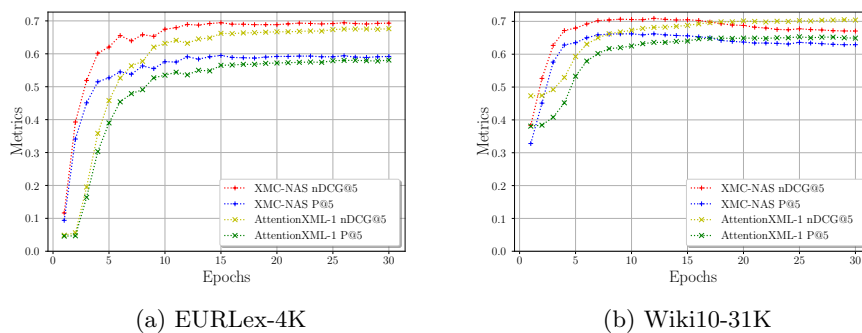 0.7
0.6
0.5
0.4
0.3
0.2
0.1
0.0
Metrics
XMC-NAS nDCG@5
XMC-NAS P@5
AttentionXML-1 nDCG@5
AttentionXML-1 P@5
0 5 10 15 20 25 30
Epochs
(a) EURLex-4K
0.7
0.6
0.5
0.4
0.3
0.2
0.1
0.0
Metrics
XMC-NAS nDCG@5
XMC-NAS P@5
AttentionXML-1 nDCG@5
AttentionXML-1 P@5
0 5 10 15 20 25 30
Epochs
(b) Wiki10-31K